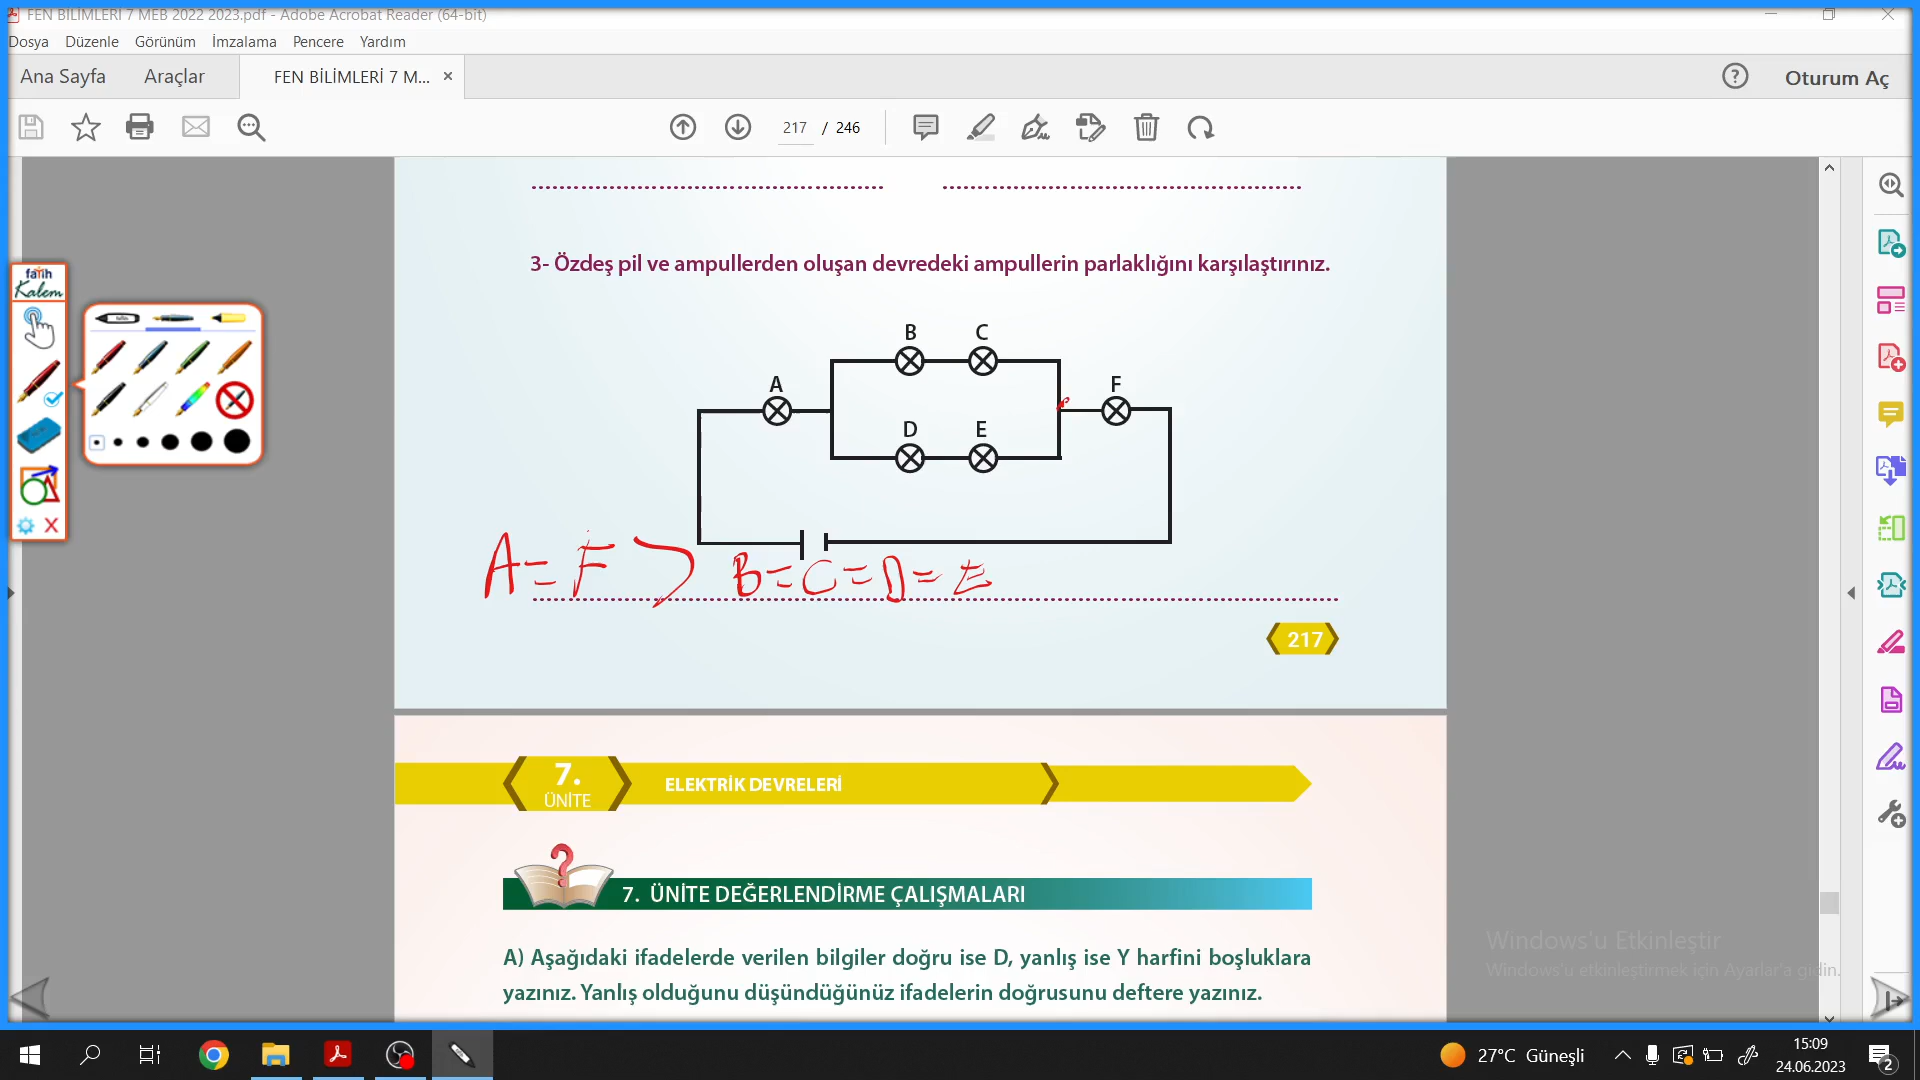 FEN BİLİMLERİ 7 MEB 2022 2023.pdf - Adobe Acrobat Reader (64-bit)
Dosya Düzenle Görünüm İmzalama Pencere Yardım
Ana Sayfa Araçlar FEN BİLİMLERİ 7 M... × Oturum Aç
217 / 246
3- Özdeş pil ve ampullerden oluşan devredeki ampullerin parlaklığını karşılaştırınız.
fatih
Kalem
B C
A F
D E
A = F > B = C = D = E
217
7.
ÜNİTE
ELEKTRİK DEVRELERİ
7. ÜNİTE DEĞERLENDİRME ÇALIŞMALARI
A) Aşağıdaki ifadelerde verilen bilgiler doğru ise D, yanlış ise Y harfini boşluklara
yazınız. Yanlış olduğunu düşündüğünüz ifadelerin doğrusunu deftere yazınız.
Windows'u Etkinleştir
Windows'u etkinleştirmek için Ayarlar'a gidin.
27°C Güneşli
15:09
24.06.2023
2